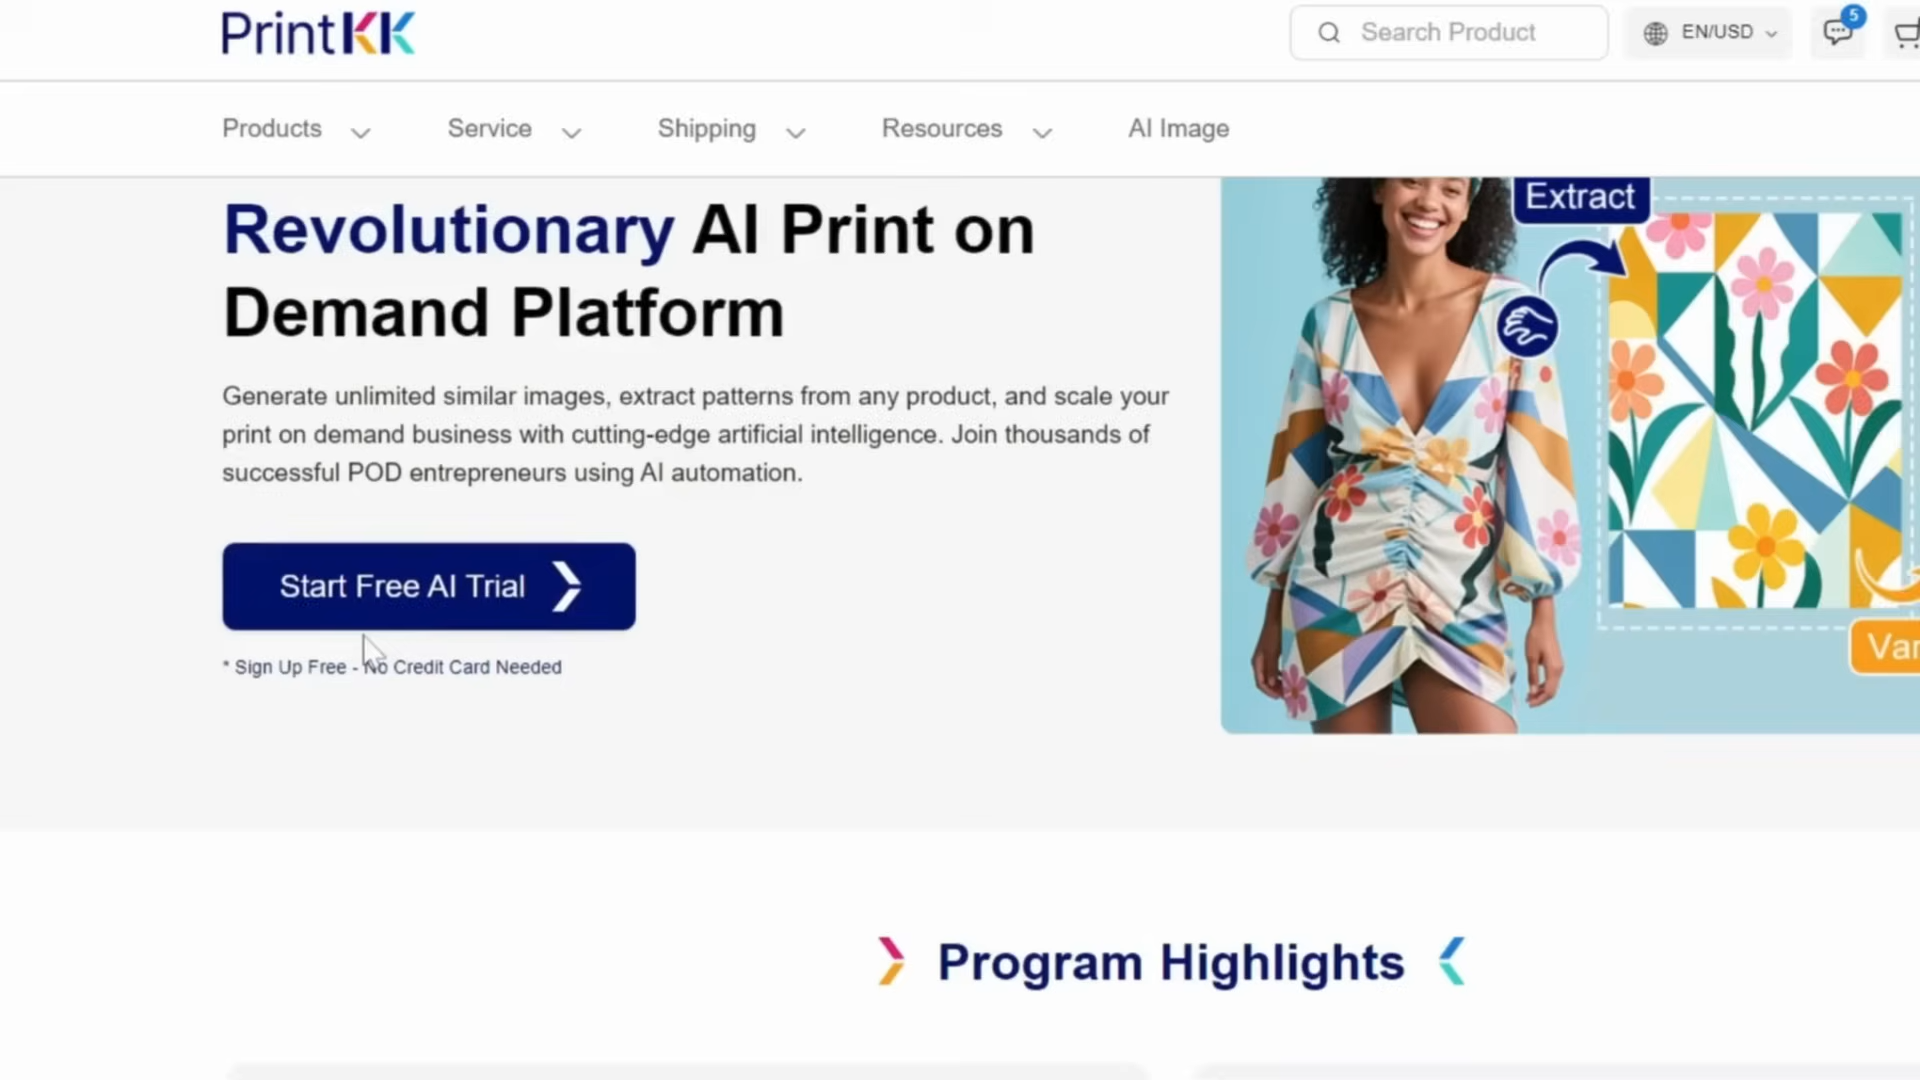 PrintKK
Search Product
EN/USD
5
Products
Service
Shipping
Resources
AI Image
Revolutionary AI Print on
Demand Platform
Generate unlimited similar images, extract patterns from any product, and scale your
print on demand business with cutting-edge artificial intelligence. Join thousands of
successful POD entrepreneurs using AI automation.
Start Free AI Trial
* Sign Up Free - No Credit Card Needed
Extract
Program Highlights